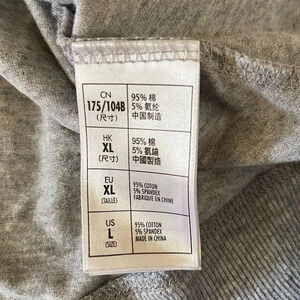 CN
175/104B
(尺寸)
95% 棉
5% 氨纶
中国制造
HK
XL
(尺寸)
95% 棉
5% 氨綸
中國製造
EU
XL
(TAILLE)
95% COTON
5% SPANDEX
FABRIQUE EN CHINE
US
L
(SIZE)
95% COTTON
5% SPANDEX
MADE IN CHINA